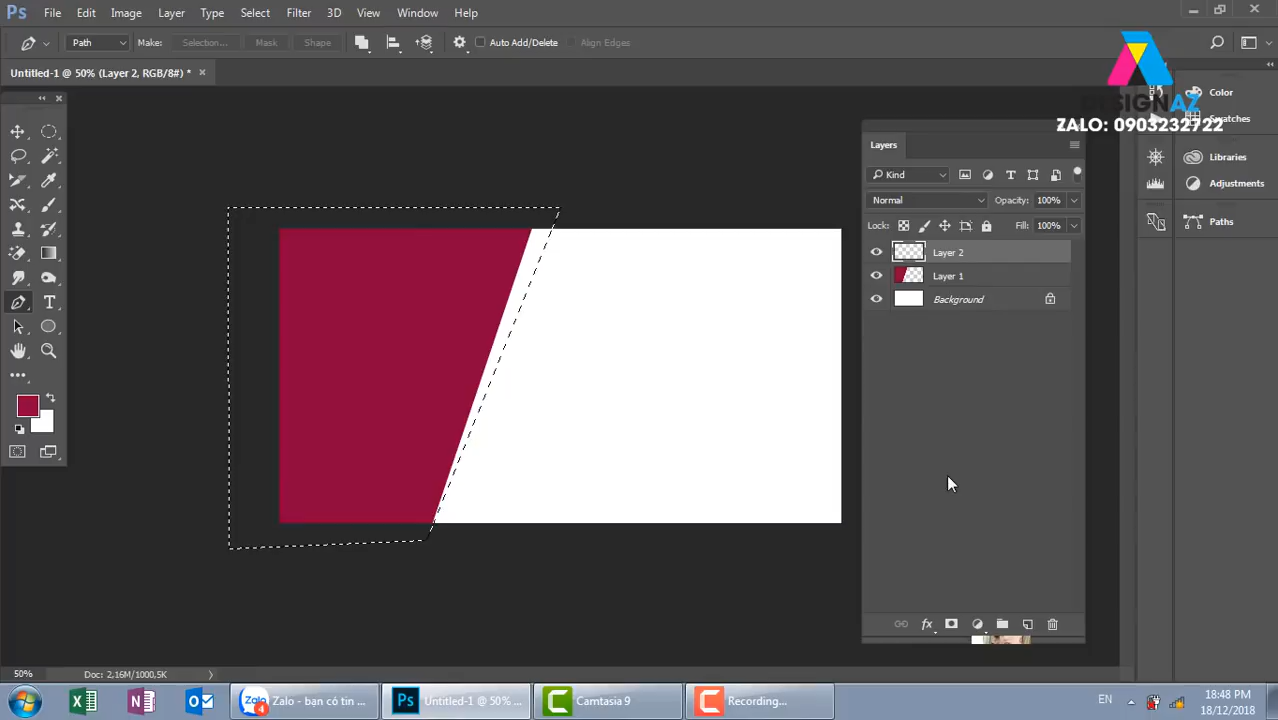 Ps File Edit Image Layer Type Select Filter 3D View Window Help
Path Make: Selection... Mask Shape Auto Add/Delete Align Edges
Untitled-1 @ 50% (Layer 2, RGB/8#) *
DESIGNAZ
ZALO: 0903232722
Color
Swatches
Libraries
Adjustments
Paths
Layers
Kind
Normal Opacity: 100%
Lock: Fill: 100%
Layer 2
Layer 1
Background
fx
50% Doc: 2,16M/1000,5K
Zalo - bạn có tin ... Untitled-1 @ 50% ... Camtasia 9 Recording...
EN 18:48 PM
18/12/2018